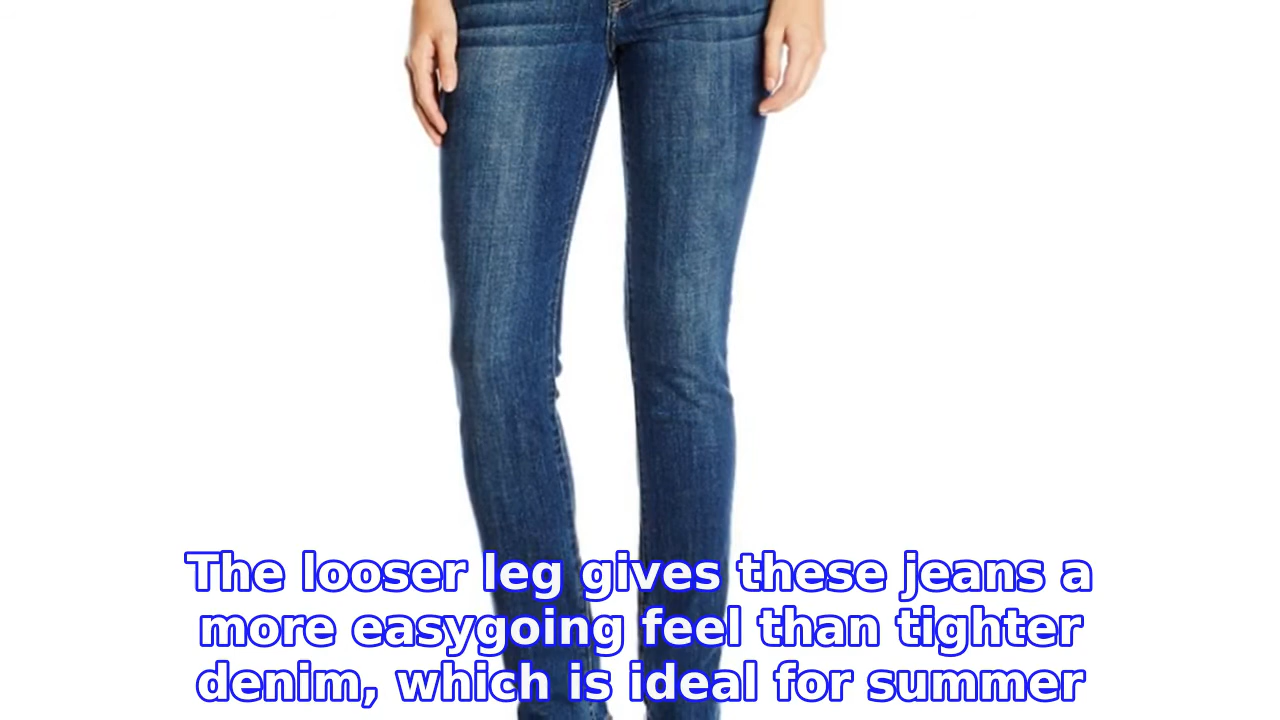 The looser leg gives these jeans a
more easygoing feel than tighter
denim, which is ideal for summer